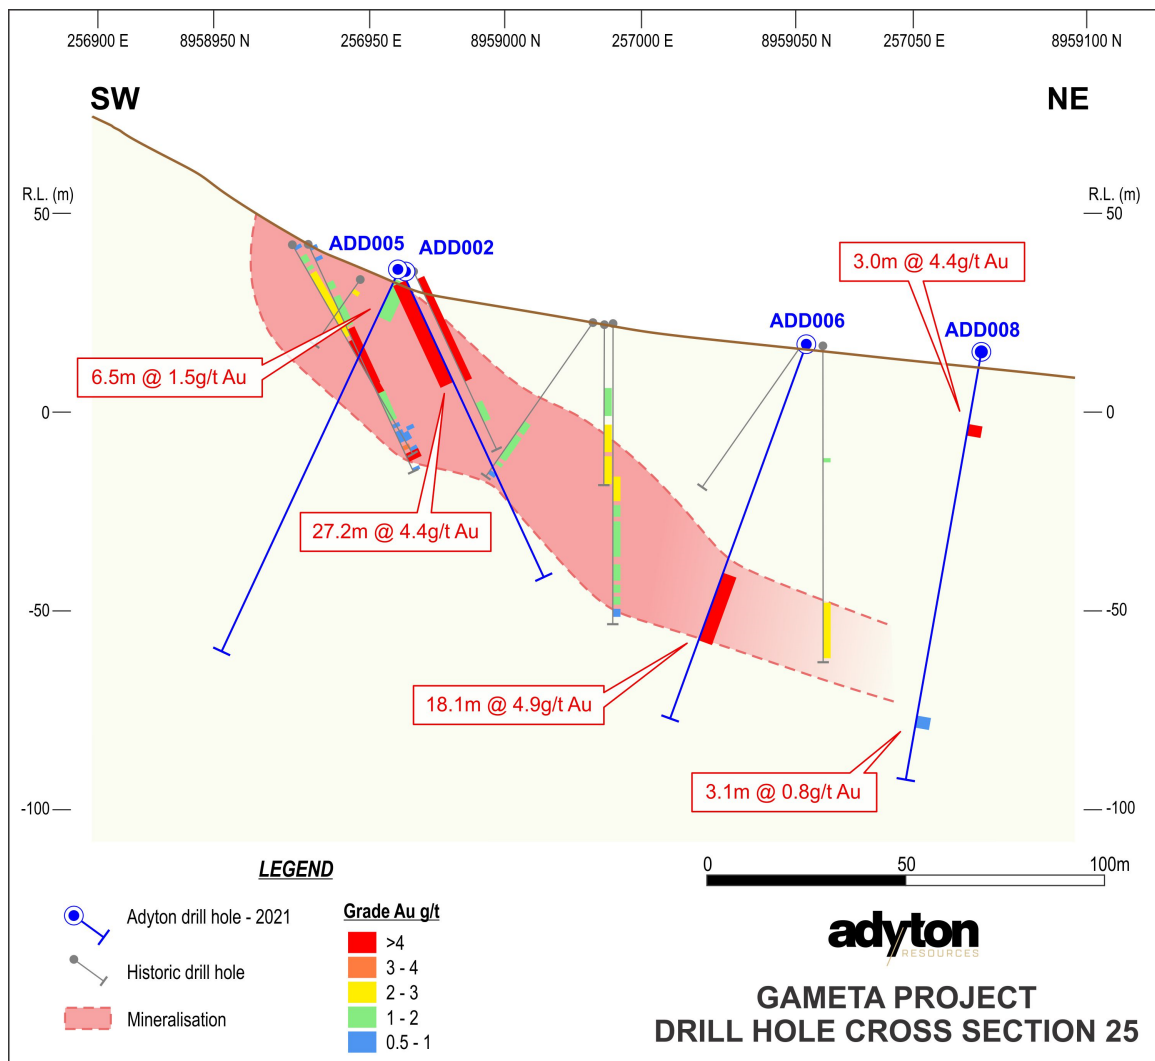 256900 E
8958950 N
256950 E
8959000 N
257000 E
8959050 N
257050 E
8959100 N
SW
NE
R.L. (m)
R.L. (m)
50
50
ADD005
ADD002
3.0m @ 4.4g/t Au
ADD006
ADD008
6.5m @ 1.5g/t Au
0
0
27.2m @ 4.4g/t Au
-50
-50
18.1m @ 4.9g/t Au
3.1m @ 0.8g/t Au
-100
-100
LEGEND
0
50
100m
Adyton drill hole - 2021
Historic drill hole
Mineralisation
Grade Au g/t
>4
3 - 4
2 - 3
1 - 2
0.5 - 1
adyton
RESOURCES
GAMETA PROJECT
DRILL HOLE CROSS SECTION 25